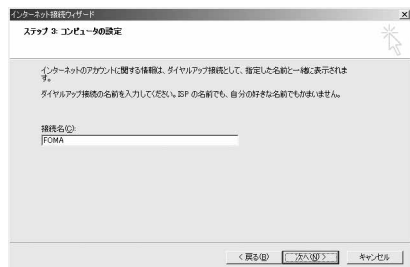 インターネット接続ウィザード
ステップ 3: コンピュータの設定
インターネットのアカウントに関する情報は、ダイヤルアップ接続として、指定した名前と一緒に表示されま
す。
ダイヤルアップ接続の名前を入力してください。ISP の名前でも、自分の好きな名前でもかまいません。
接続名(C):
FOMA
< 戻る(B)
次へ(N) >
キャンセル